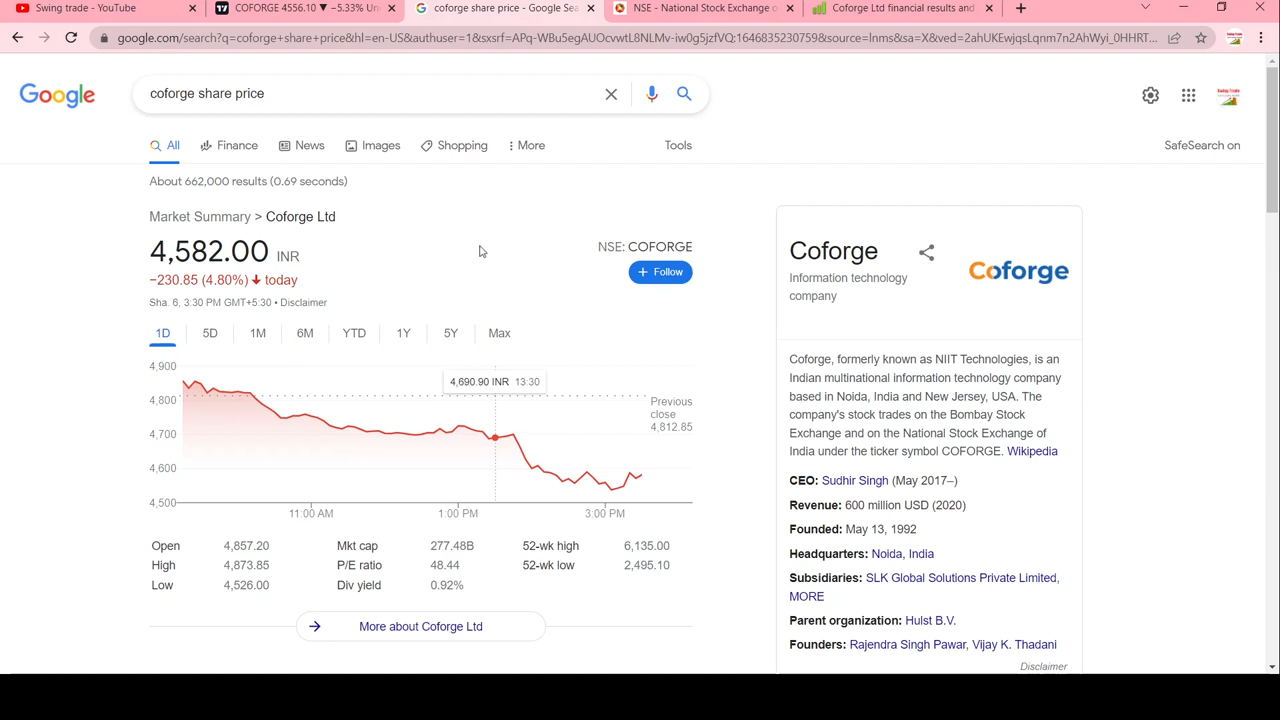 Swing trade - YouTube
COFORGE 4556.10 ▼ −5.33% Un
coforge share price - Google Sea
NSE - National Stock Exchange o
Coforge Ltd financial results and
google.com/search?q=coforge+share+price&hl=en-US&authuser=1&sxsrf=APq-WBu5egAUOcvwtL8NLMv-iw0g5jzfVQ:1646835230759&source=lnms&sa=X&ved=2ahUKEwjqsLqnm7n2AhWyi_0HHRT...
Google
coforge share price
All
Finance
News
Images
Shopping
More
Tools
SafeSearch on
About 662,000 results (0.69 seconds)
Market Summary > Coforge Ltd
4,582.00 INR
−230.85 (4.80%) ↓ today
Sha. 6, 3:30 PM GMT+5:30 • Disclaimer
NSE: COFORGE
+ Follow
1D 5D 1M 6M YTD 1Y 5Y Max
4,900
4,800
4,700
4,600
4,500
4,690.90 INR 13:30
Previous
close
4,812.85
11:00 AM 1:00 PM 3:00 PM
Open 4,857.20 Mkt cap 277.48B 52-wk high 6,135.00
High 4,873.85 P/E ratio 48.44 52-wk low 2,495.10
Low 4,526.00 Div yield 0.92%
→ More about Coforge Ltd
Coforge
Information technology
company
Coforge
Coforge, formerly known as NIIT Technologies, is an
Indian multinational information technology company
based in Noida, India and New Jersey, USA. The
company's stock trades on the Bombay Stock
Exchange and on the National Stock Exchange of
India under the ticker symbol COFORGE. Wikipedia
CEO: Sudhir Singh (May 2017–)
Revenue: 600 million USD (2020)
Founded: May 13, 1992
Headquarters: Noida, India
Subsidiaries: SLK Global Solutions Private Limited,
MORE
Parent organization: Hulst B.V.
Founders: Rajendra Singh Pawar, Vijay K. Thadani
Disclaimer